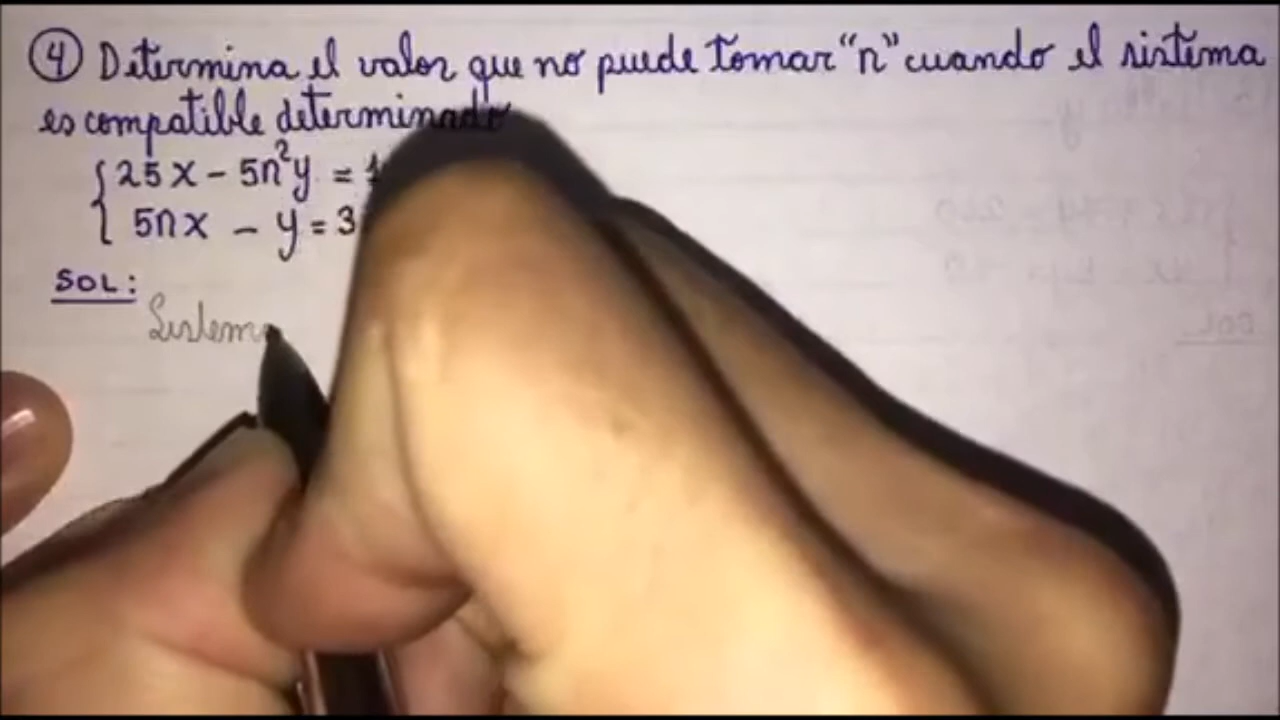 ④ Determina el valor que no puede tomar "n" cuando el sistema
es compatible determinado
25x - 5n²y = 1
5nx - y = 3
SOL:
Sistema